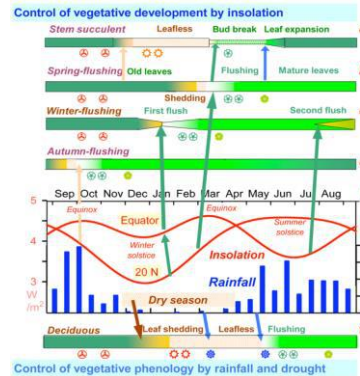 Control of vegetative development by insolation
Stem succulent
Leafless
Bud break
Leaf expansion
Spring-flushing
Old leaves
Flushing
Mature leaves
Shedding
Winter-flushing
First flush
Second flush
Autumn-flushing
Sep Oct Nov Dec Jan Feb Mar Apr May Jun July Aug
5
Equinox
Equator
Equinox
Summer solstice
4
Winter solstice
Insolation
20 N
Rainfall
3
W
/m²
Dry season
Deciduous
Leaf shedding
Leafless
Flushing
Control of vegetative phenology by rainfall and drought